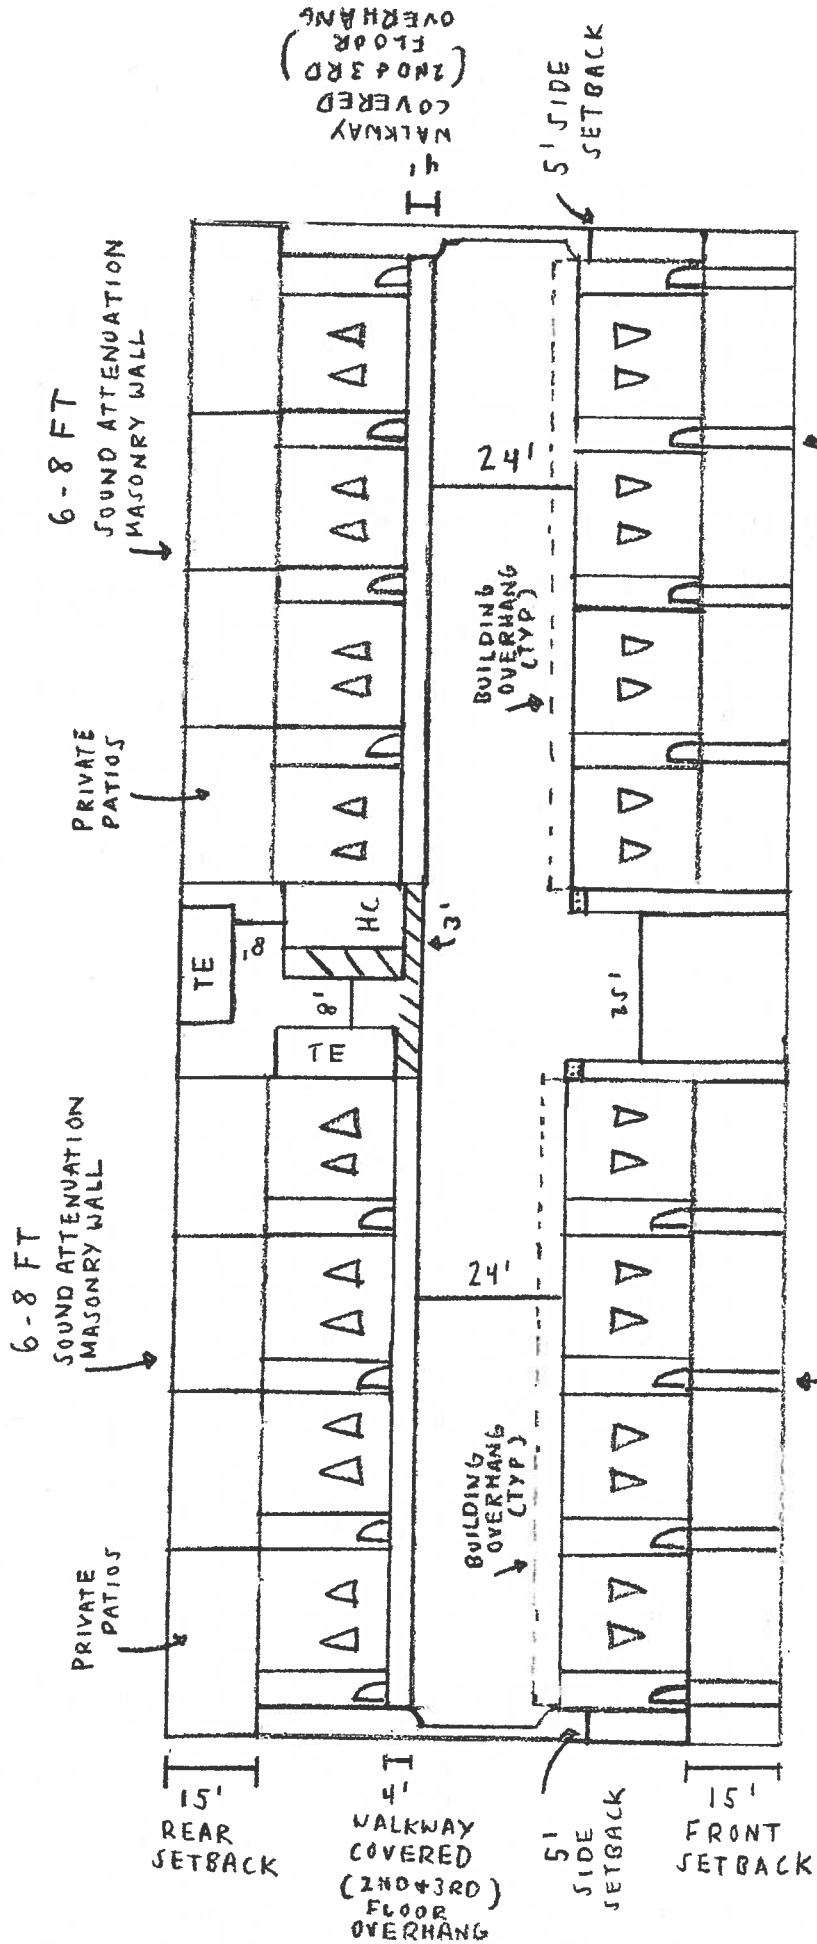 WALKWAY
COVERED
(2ND & 3RD
FLOOR)
OVERHANG
4'
5' SIDE
SETBACK
6-8 FT
SOUND ATTENUATION
MASONRY WALL
24'
BUILDING
OVERHANG
(TYP.)
PRIVATE
PATIOS
HC
TE
8'
3'
8'
TE
25'
6-8 FT
SOUND ATTENUATION
MASONRY WALL
24'
BUILDING
OVERHANG
(TYP)
PRIVATE
PATIOS
15'
REAR
SETBACK
4'
WALKWAY
COVERED
(2ND & 3RD)
FLOOR
OVERHANG
5'
SIDE
SETBACK
15'
FRONT
SETBACK